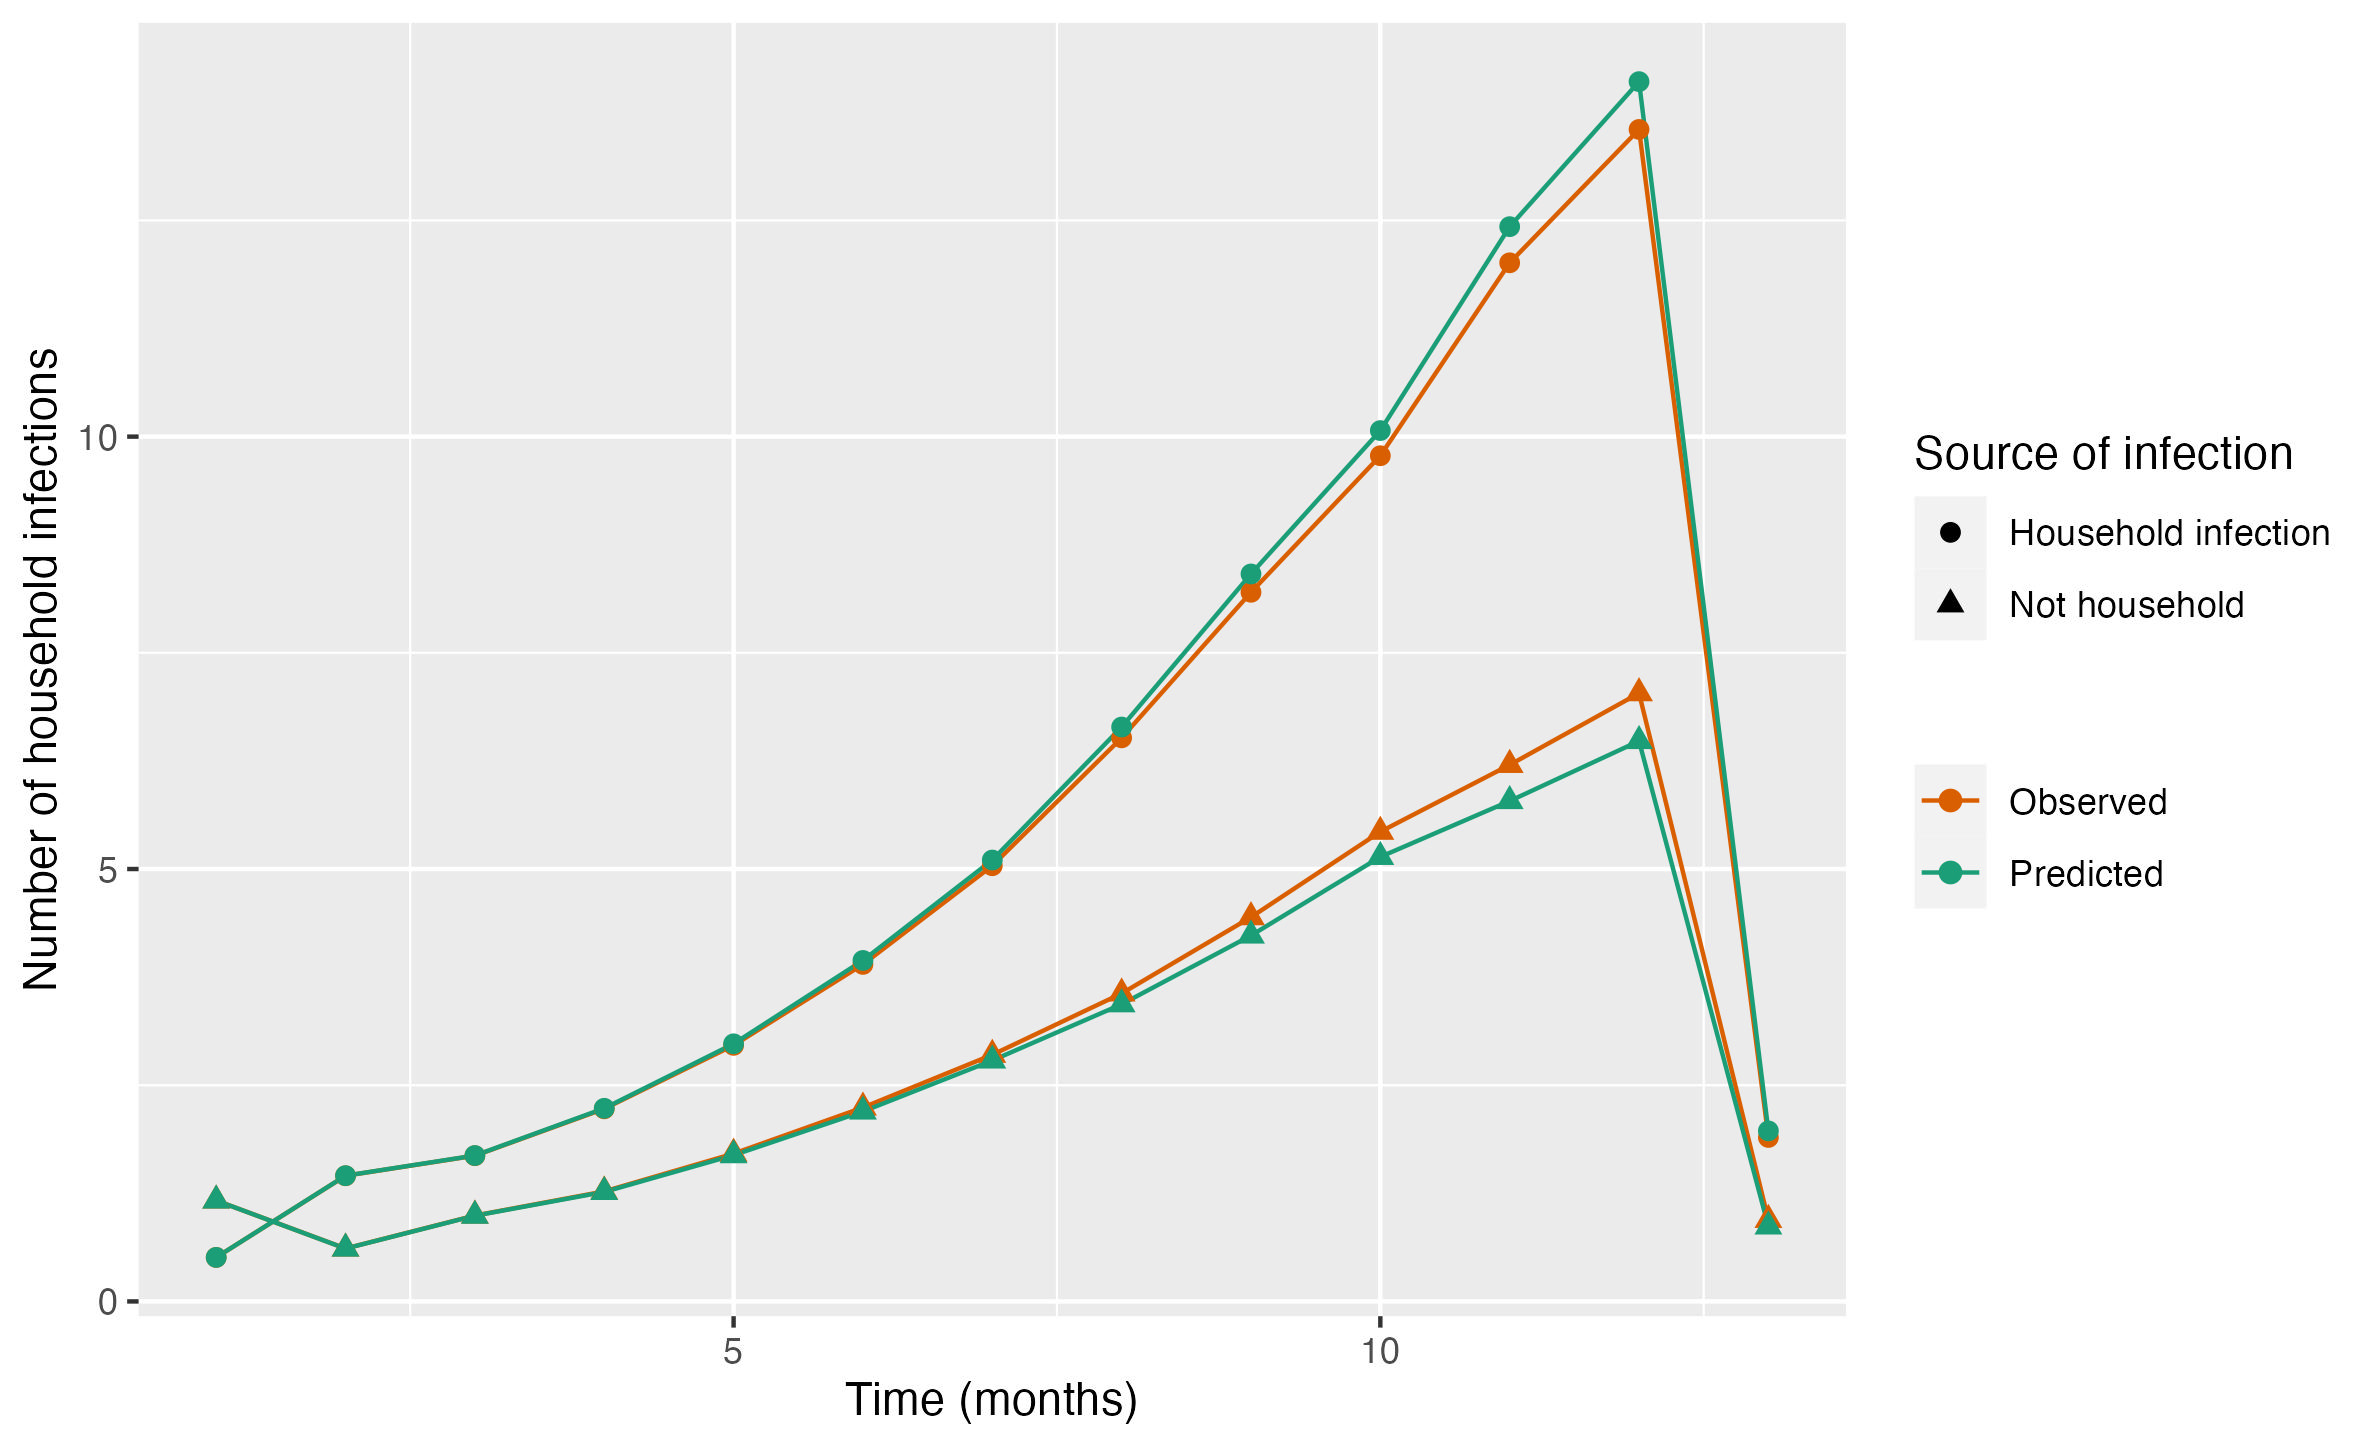 Number of household infections
10
5
0
5
10
Time (months)
Source of infection
Household infection
Not household
Observed
Predicted